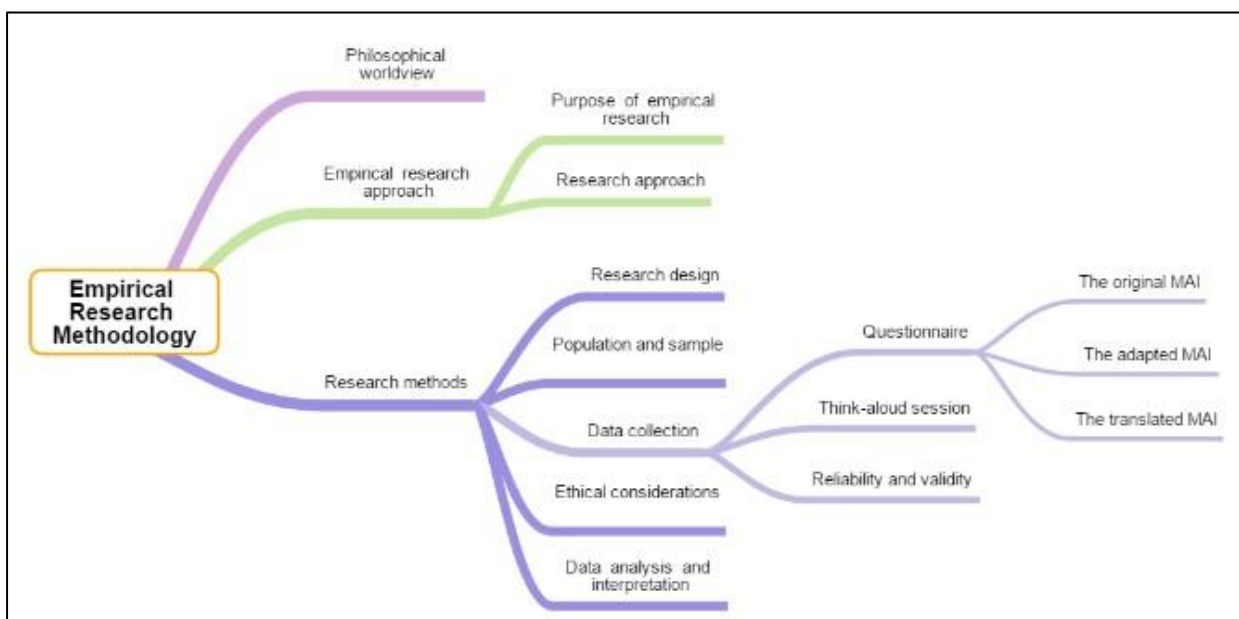 Philosophical
worldview
Purpose of empirical
research
Empirical research
approach
Research approach
Empirical
Research
Methodology
Research methods
Research design
Population and sample
Data collection
Questionnaire
The original MAI
The adapted MAI
The translated MAI
Think-aloud session
Reliability and validity
Ethical considerations
Data analysis and
interpretation